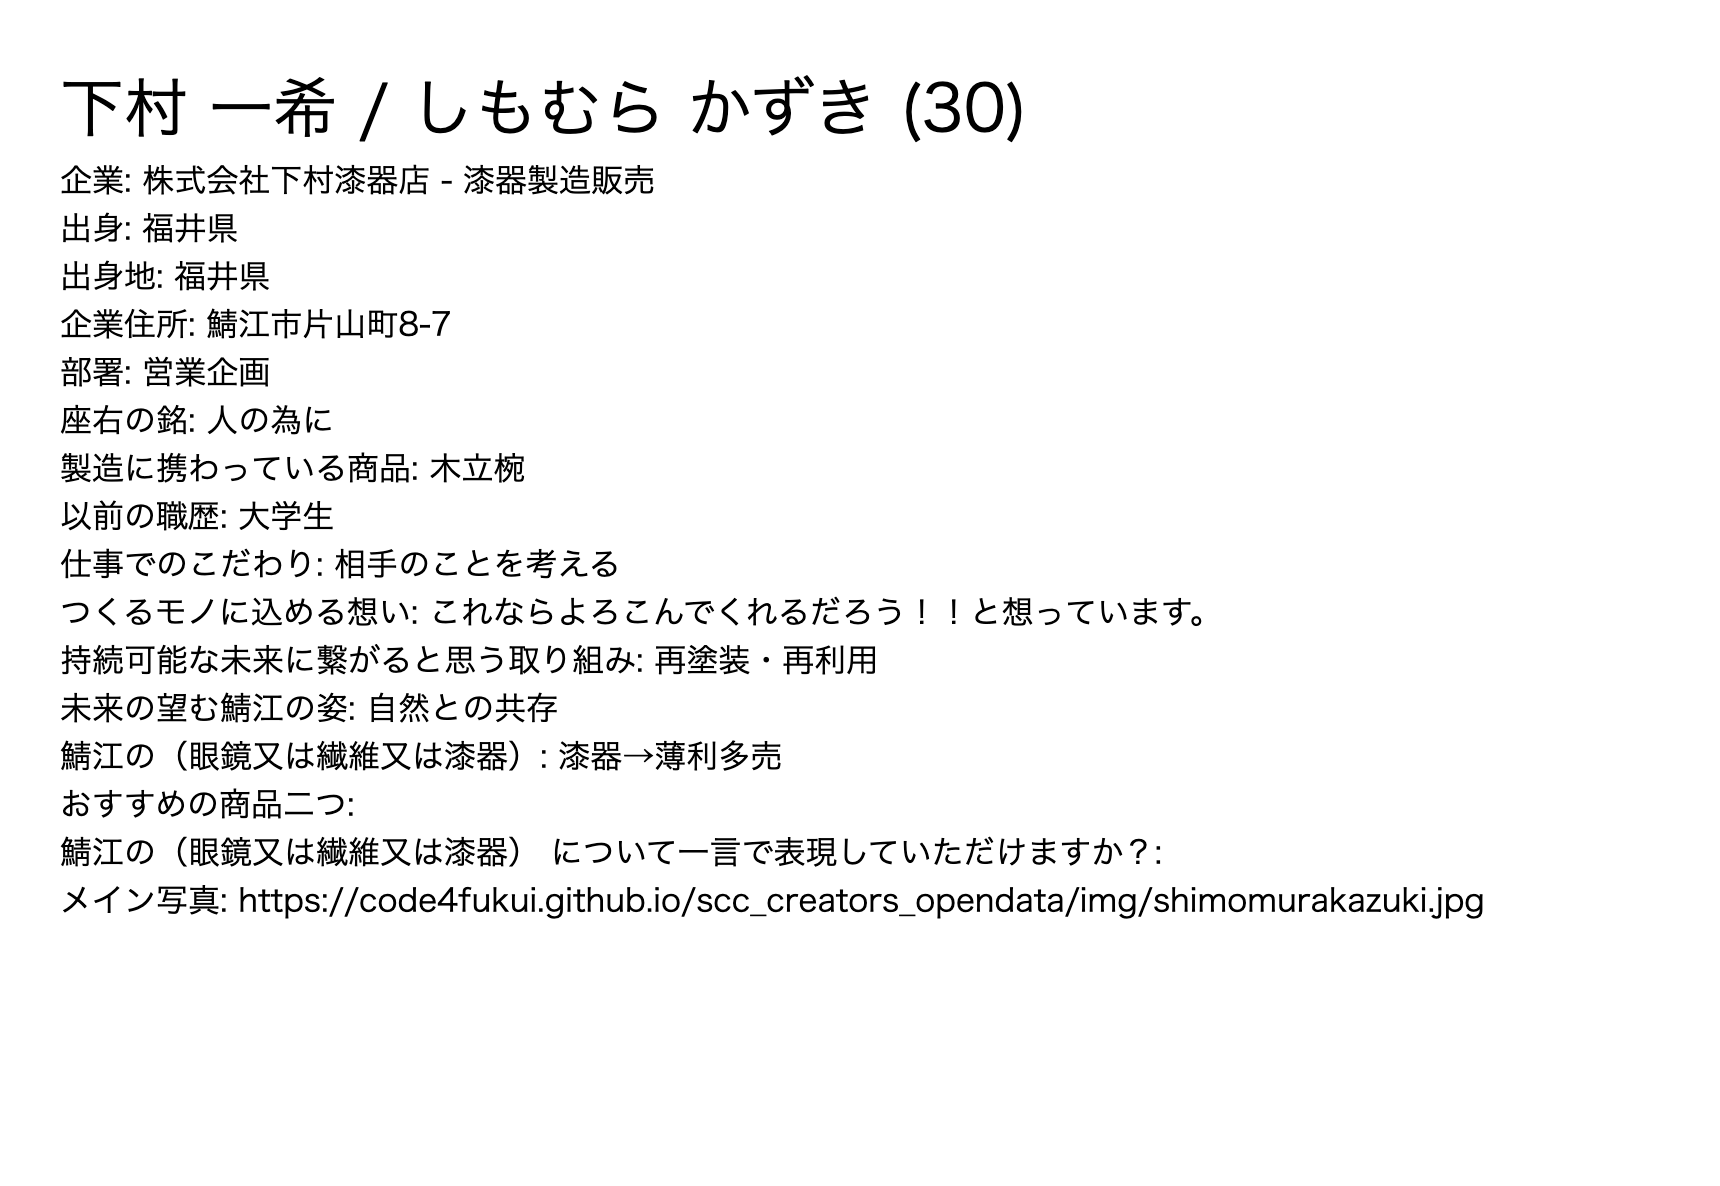 下村 一希 / しもむら かずき (30)
企業: 株式会社下村漆器店 - 漆器製造販売
出身: 福井県
出身地: 福井県
企業住所: 鯖江市片山町8-7
部署: 営業企画
座右の銘: 人の為に
製造に携わっている商品: 木立椀
以前の職歴: 大学生
仕事でのこだわり: 相手のことを考える
つくるモノに込める想い: これならよろこんでくれるだろう！！と想っています。
持続可能な未来に繋がると思う取り組み: 再塗装・再利用
未来の望む鯖江の姿: 自然との共存
鯖江の（眼鏡又は繊維又は漆器）: 漆器→薄利多売
おすすめの商品二つ:
鯖江の（眼鏡又は繊維又は漆器） について一言で表現していただけますか？:
メイン写真: https://code4fukui.github.io/scc_creators_opendata/img/shimomurakazuki.jpg